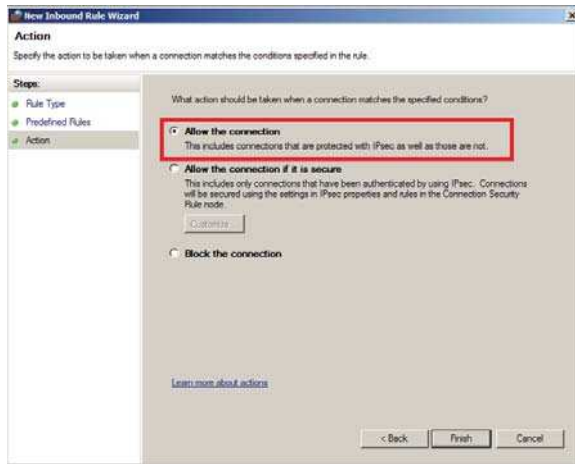 New Inbound Rule Wizard
Action
Specify the action to be taken when a connection matches the conditions specified in the rule.
Steps:
Rule Type
Predefined Rules
Action
What action should be taken when a connection matches the specified conditions?
Allow the connection
This includes connections that are protected with IPsec as well as those are not.
Allow the connection if it is secure
This includes only connections that have been authenticated by using IPsec. Connections
will be secured using the settings in IPsec properties and rules in the Connection Security
Rule node.
Customize...
Block the connection
Learn more about actions
< Back
Finish
Cancel